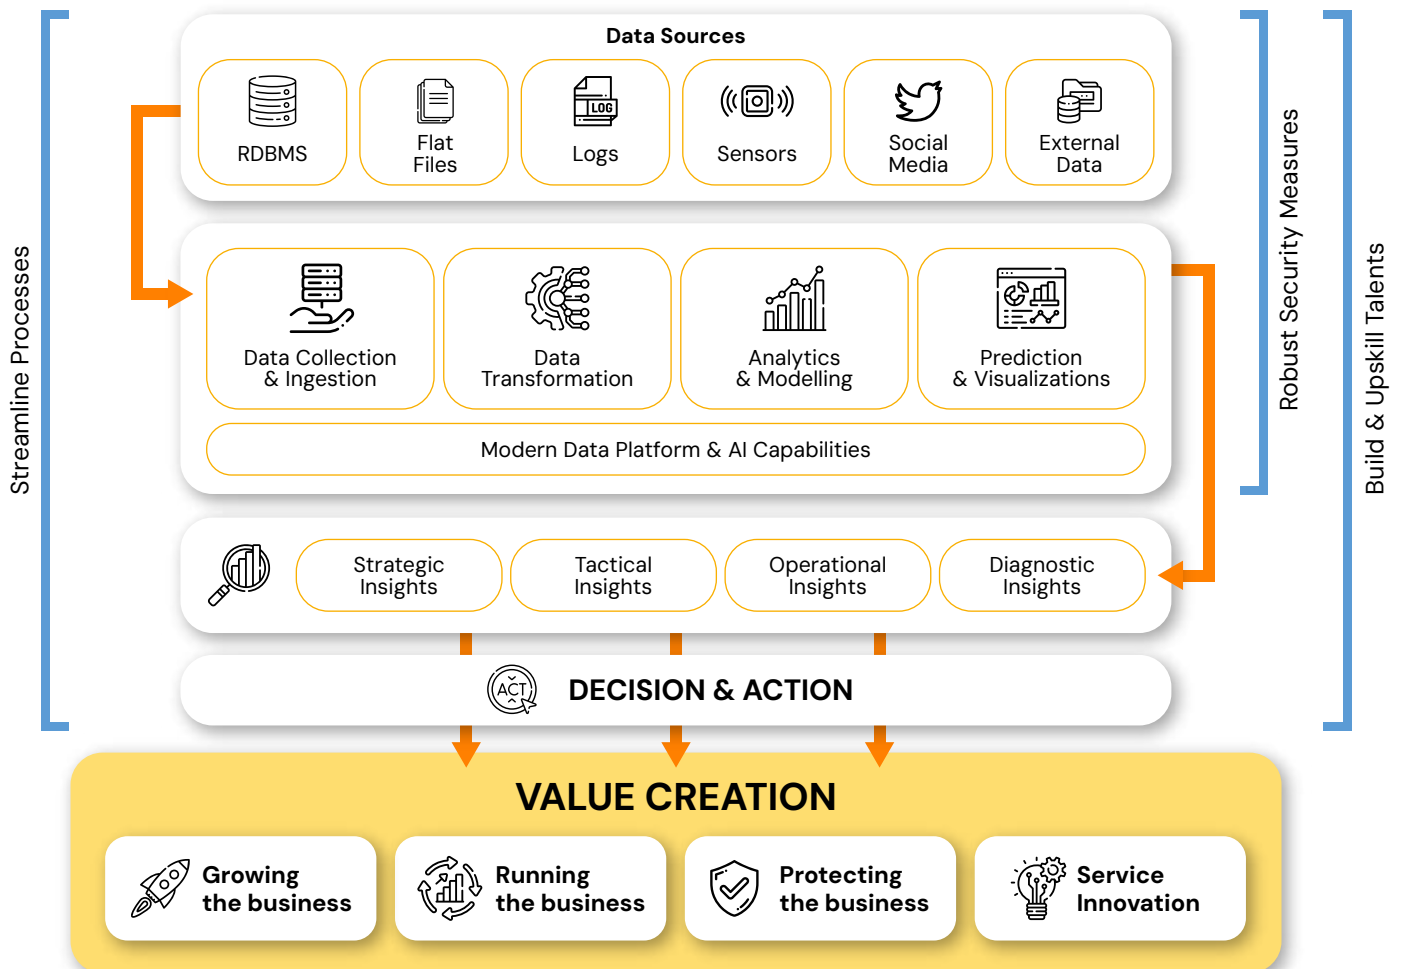 Data Sources
RDBMS
Flat
Files
LOG
Logs
Sensors
Social
Media
External
Data
Data Collection
& Ingestion
Data
Transformation
Analytics
& Modelling
Prediction
& Visualizations
Modern Data Platform & AI Capabilities
Strategic
Insights
Tactical
Insights
Operational
Insights
Diagnostic
Insights
ACT
DECISION & ACTION
VALUE CREATION
Growing
the business
Running
the business
Protecting
the business
Service
Innovation
Streamline Processes
Robust Security Measures
Build & Upskill Talents